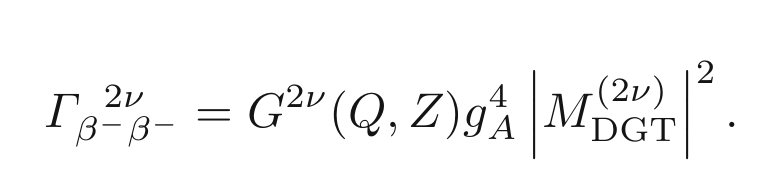 Γ_{β⁻β⁻}^{2ν} = G^{2ν}(Q, Z)g_A^4 |M_{DGT}^{(2ν)}|^2.